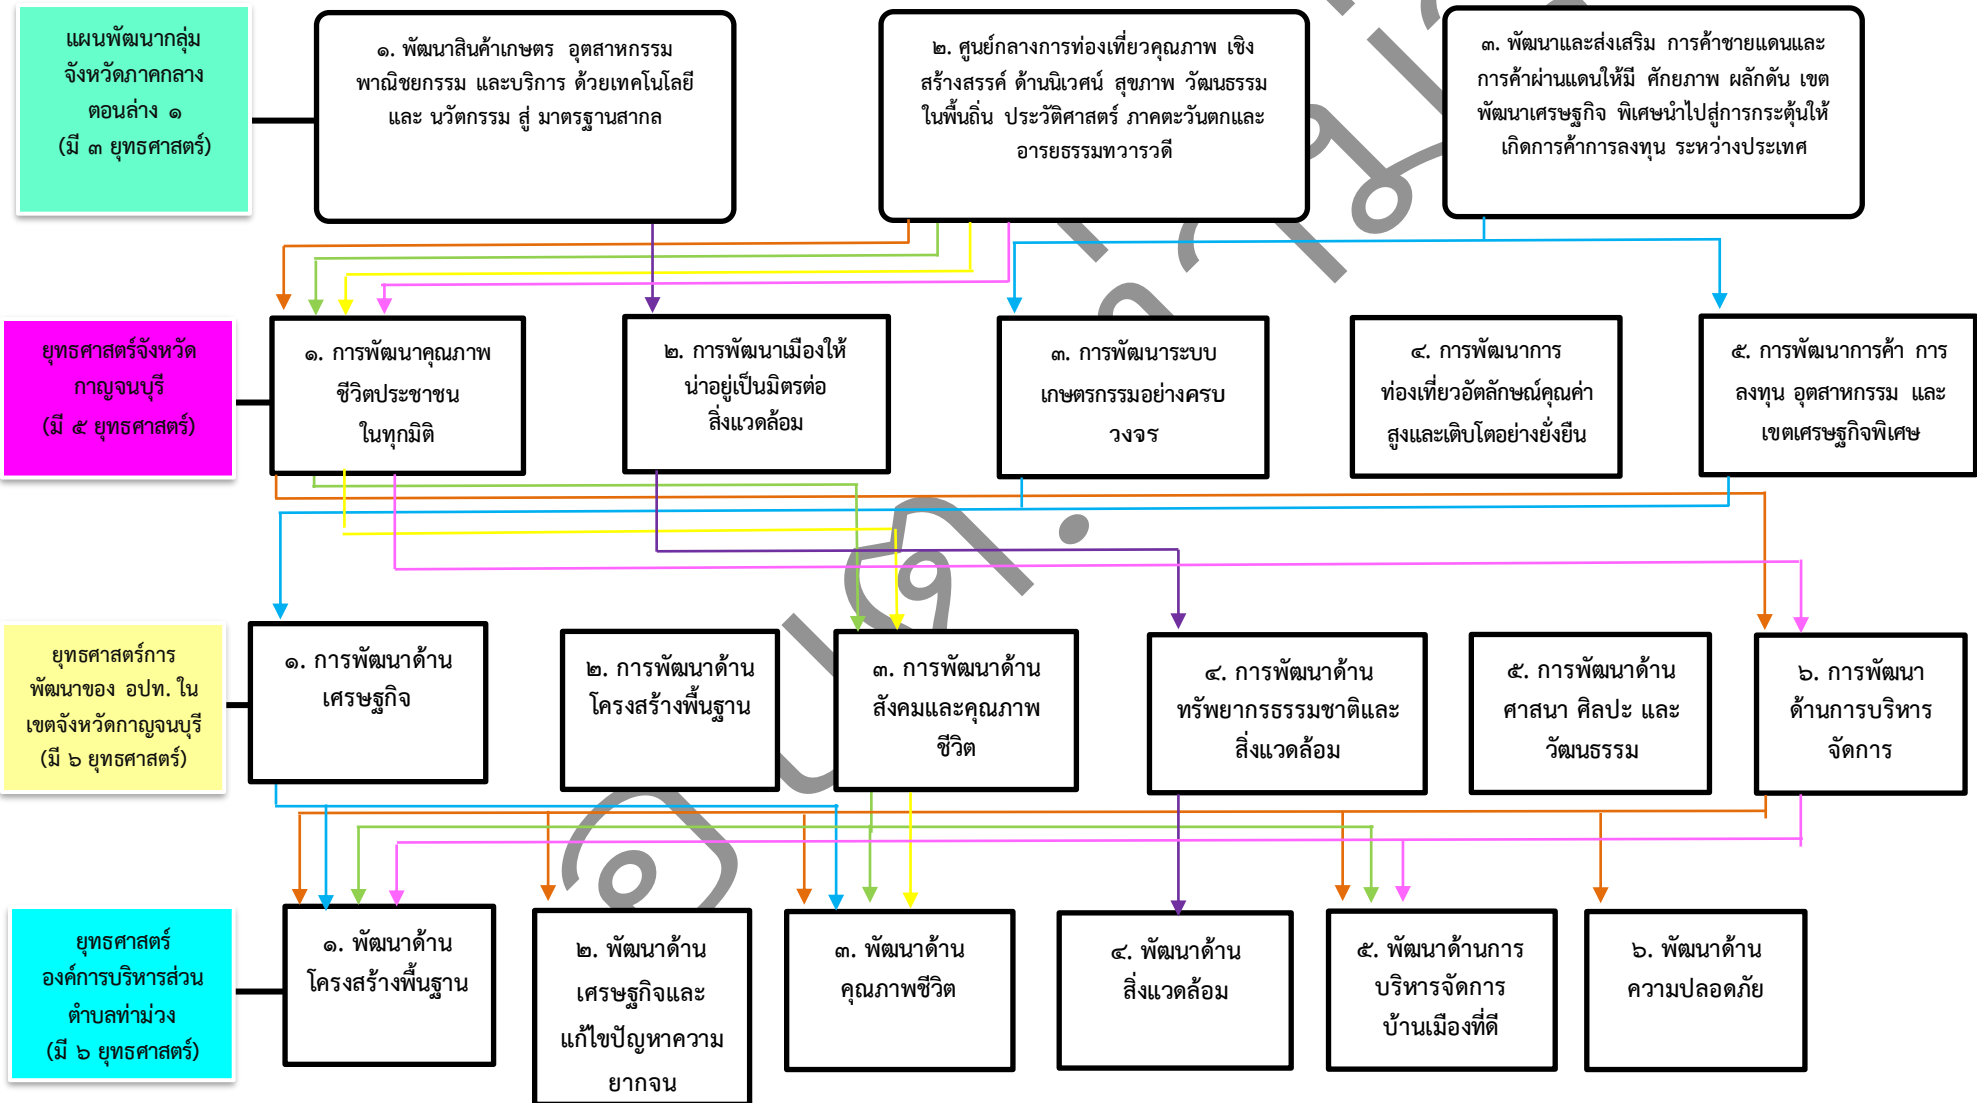 แผนพัฒนากลุ่ม
จังหวัดภาคกลาง
ตอนล่าง ๑
(มี ๓ ยุทธศาสตร์)
๑. พัฒนาสินค้าเกษตร อุตสาหกรรม
พาณิชยกรรม และบริการ ด้วยเทคโนโลยี
และ นวัตกรรม สู่ มาตรฐานสากล
๒. ศูนย์กลางการท่องเที่ยวคุณภาพ เชิง
สร้างสรรค์ ด้านนิเวศน์ สุขภาพ วัฒนธรรม
ในพื้นถิ่น ประวัติศาสตร์ ภาคตะวันตกและ
อารยธรรมทวารวดี
๓. พัฒนาและส่งเสริม การค้าชายแดนและ
การค้าผ่านแดนให้มี ศักยภาพ ผลักดัน เขต
พัฒนาเศรษฐกิจ พิเศษนำไปสู่การกระตุ้นให้
เกิดการค้าการลงทุน ระหว่างประเทศ
ยุทธศาสตร์จังหวัด
กาญจนบุรี
(มี ๕ ยุทธศาสตร์)
๑. การพัฒนาคุณภาพ
ชีวิตประชาชน
ในทุกมิติ
๒. การพัฒนาเมืองให้
น่าอยู่เป็นมิตรต่อ
สิ่งแวดล้อม
๓. การพัฒนาระบบ
เกษตรกรรมอย่างครบ
วงจร
๔. การพัฒนาการ
ท่องเที่ยวอัตลักษณ์คุณค่า
สูงและเติบโตอย่างยั่งยืน
๕. การพัฒนาการค้า การ
ลงทุน อุตสาหกรรม และ
เขตเศรษฐกิจพิเศษ
ยุทธศาสตร์การ
พัฒนาของ อปท. ใน
เขตจังหวัดกาญจนบุรี
(มี ๖ ยุทธศาสตร์)
๑. การพัฒนาด้าน
เศรษฐกิจ
๒. การพัฒนาด้าน
โครงสร้างพื้นฐาน
๓. การพัฒนาด้าน
สังคมและคุณภาพ
ชีวิต
๔. การพัฒนาด้าน
ทรัพยากรธรรมชาติและ
สิ่งแวดล้อม
๕. การพัฒนาด้าน
ศาสนา ศิลปะ และ
วัฒนธรรม
๖. การพัฒนา
ด้านการบริหาร
จัดการ
ยุทธศาสตร์
องค์การบริหารส่วน
ตำบลท่าม่วง
(มี ๖ ยุทธศาสตร์)
๑. พัฒนาด้าน
โครงสร้างพื้นฐาน
๒. พัฒนาด้าน
เศรษฐกิจและ
แก้ไขปัญหาความ
ยากจน
๓. พัฒนาด้าน
คุณภาพชีวิต
๔. พัฒนาด้าน
สิ่งแวดล้อม
๕. พัฒนาด้านการ
บริหารจัดการ
บ้านเมืองที่ดี
๖. พัฒนาด้าน
ความปลอดภัย